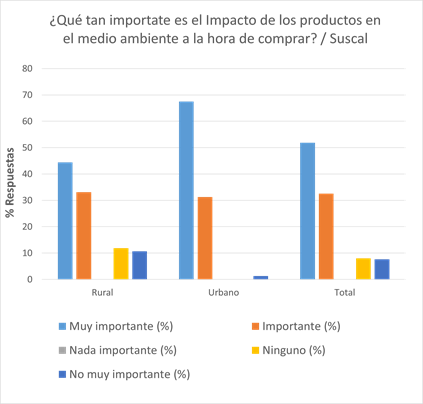 ¿Qué tan importate es el Impacto de los productos en
el medio ambiente a la hora de comprar? / Suscal
80
70
60
50
40
30
20
10
0
% Respuestas
Rural
Urbano
Total
Muy importante (%)
Importante (%)
Nada importante (%)
Ninguno (%)
No muy importante (%)